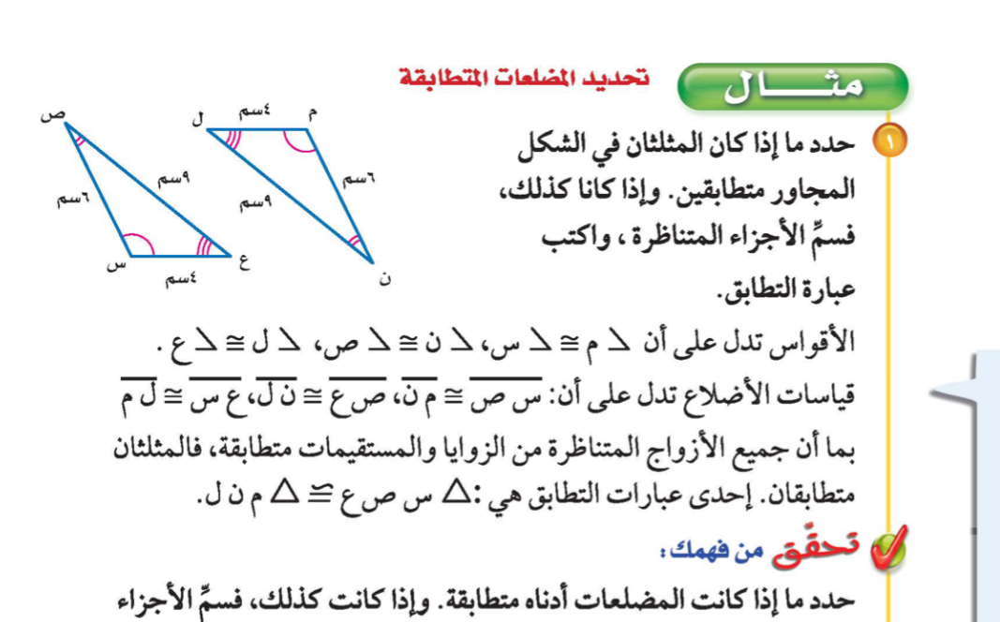 مثــــال
تحديد المضلعات المتطابقة
١
حدد ما إذا كان المثلثان في الشكل
المجاور متطابقين. وإذا كانا كذلك،
فسمِّ الأجزاء المتناظرة ، واكتب
عبارة التطابق.
م
٤سم
ل
٦سم
٩سم
ن
ص
٩سم
٦سم
ع
س
٤سم
الأقواس تدل على أن ∠ م ≅ ∠ س، ∠ ن ≅ ∠ ص، ∠ ل ≅ ∠ ع .
قياسات الأضلاع تدل على أن: س ص ≅ م ن، ص ع ≅ ن ل، ع س ≅ ل م
بما أن جميع الأزواج المتناظرة من الزوايا والمستقيمات متطابقة، فالمثلثان
متطابقان. إحدى عبارات التطابق هي :△ س ص ع ≅ △ م ن ل.
تحقَّق من فهمك :
حدد ما إذا كانت المضلعات أدناه متطابقة. وإذا كانت كذلك، فسمِّ الأجزاء